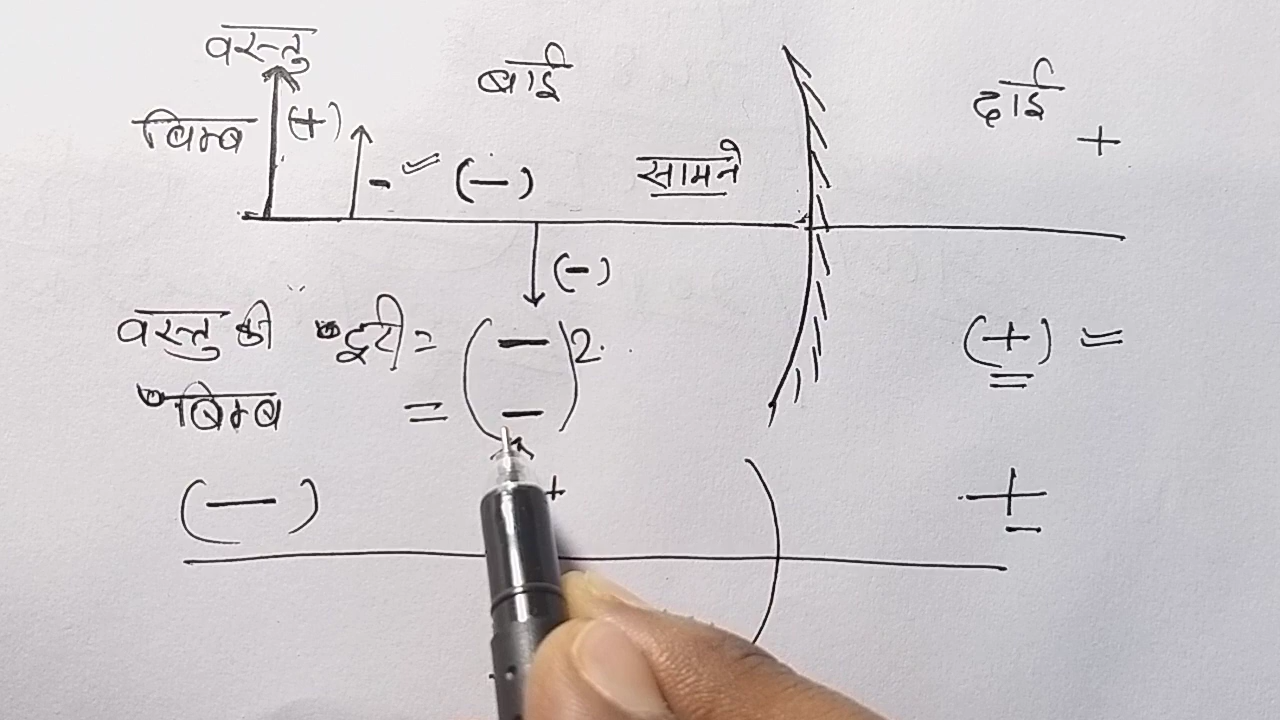 वस्तु
बाई
दाई
बिम्ब (+)
+
- (-) सामने
(-)
वस्तु की दूरी = (- 2.
(+) =
बिम्ब = -)
(-) + +
-